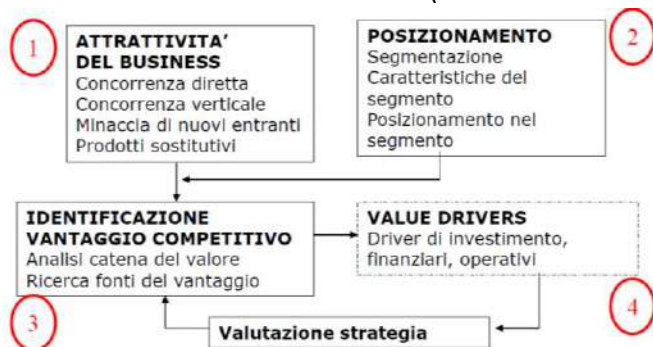 1
ATTRATTIVITA'
DEL BUSINESS
Concorrenza diretta
Concorrenza verticale
Minaccia di nuovi entranti
Prodotti sostitutivi
POSIZIONAMENTO
Segmentazione
Caratteristiche del
segmento
Posizionamento nel
segmento
2
IDENTIFICAZIONE
VANTAGGIO COMPETITIVO
Analisi catena del valore
Ricerca fonti del vantaggio
3
VALUE DRIVERS
Driver di investimento,
finanziari, operativi
4
Valutazione strategia